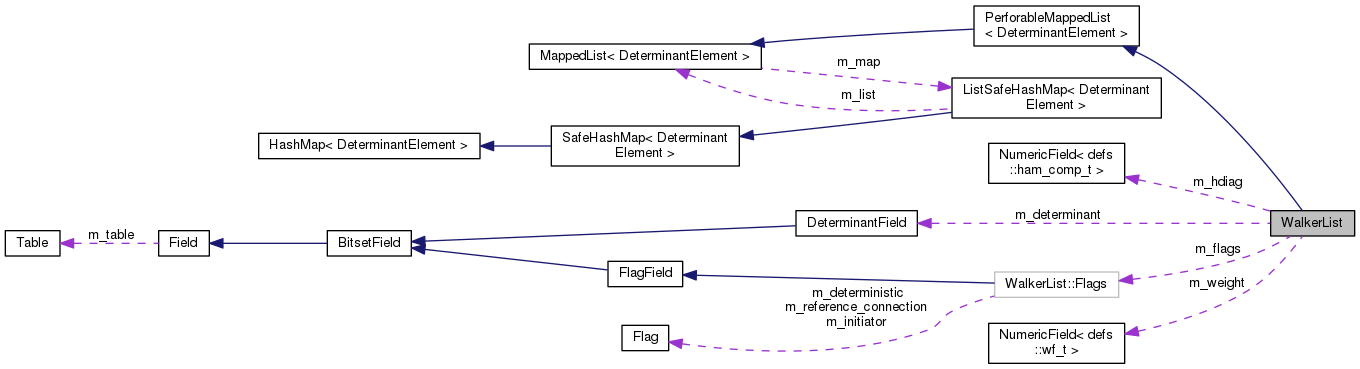 PerforableMappedList
< DeterminantElement >
MappedList< DeterminantElement >
m_map
m_list
ListSafeHashMap< Determinant
Element >
HashMap< DeterminantElement >
SafeHashMap< Determinant
Element >
NumericField< defs
::ham_comp_t >
m_hdiag
WalkerList
m_determinant
DeterminantField
Table
m_table
Field
BitsetField
m_flags
FlagField
WalkerList::Flags
m_weight
m_deterministic
m_reference_connection
m_initiator
Flag
NumericField< defs
::wf_t >